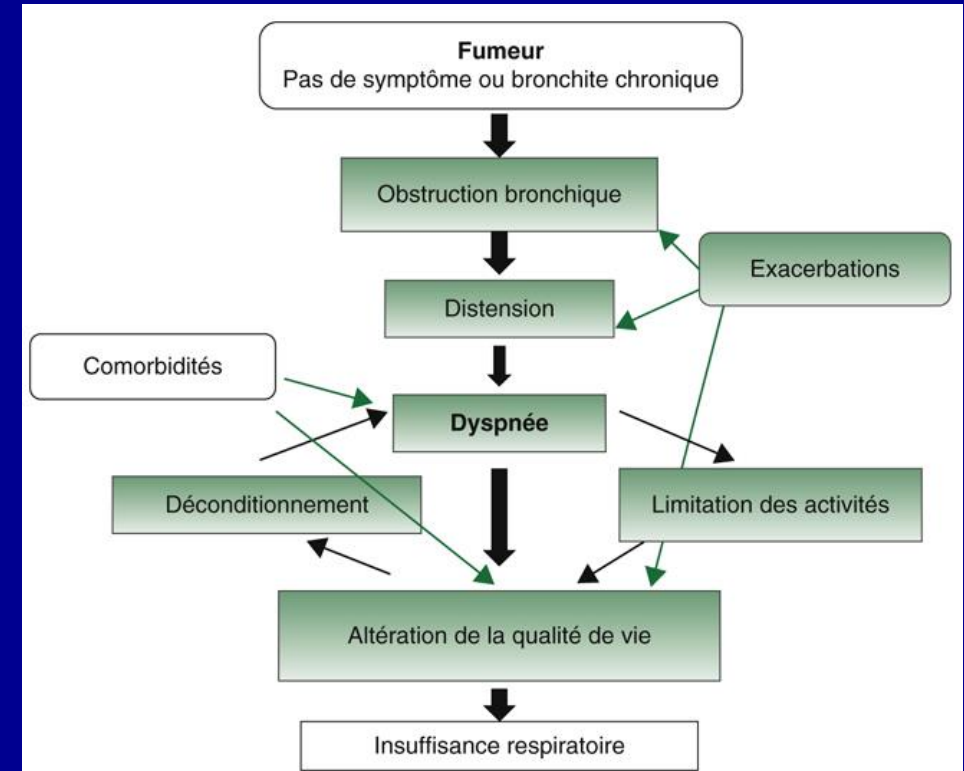 Fumeur
Pas de symptôme ou bronchite chronique
Obstruction bronchique
Exacerbations
Distension
Comorbidités
Dyspnée
Déconditionnement
Limitation des activités
Altération de la qualité de vie
Insuffisance respiratoire